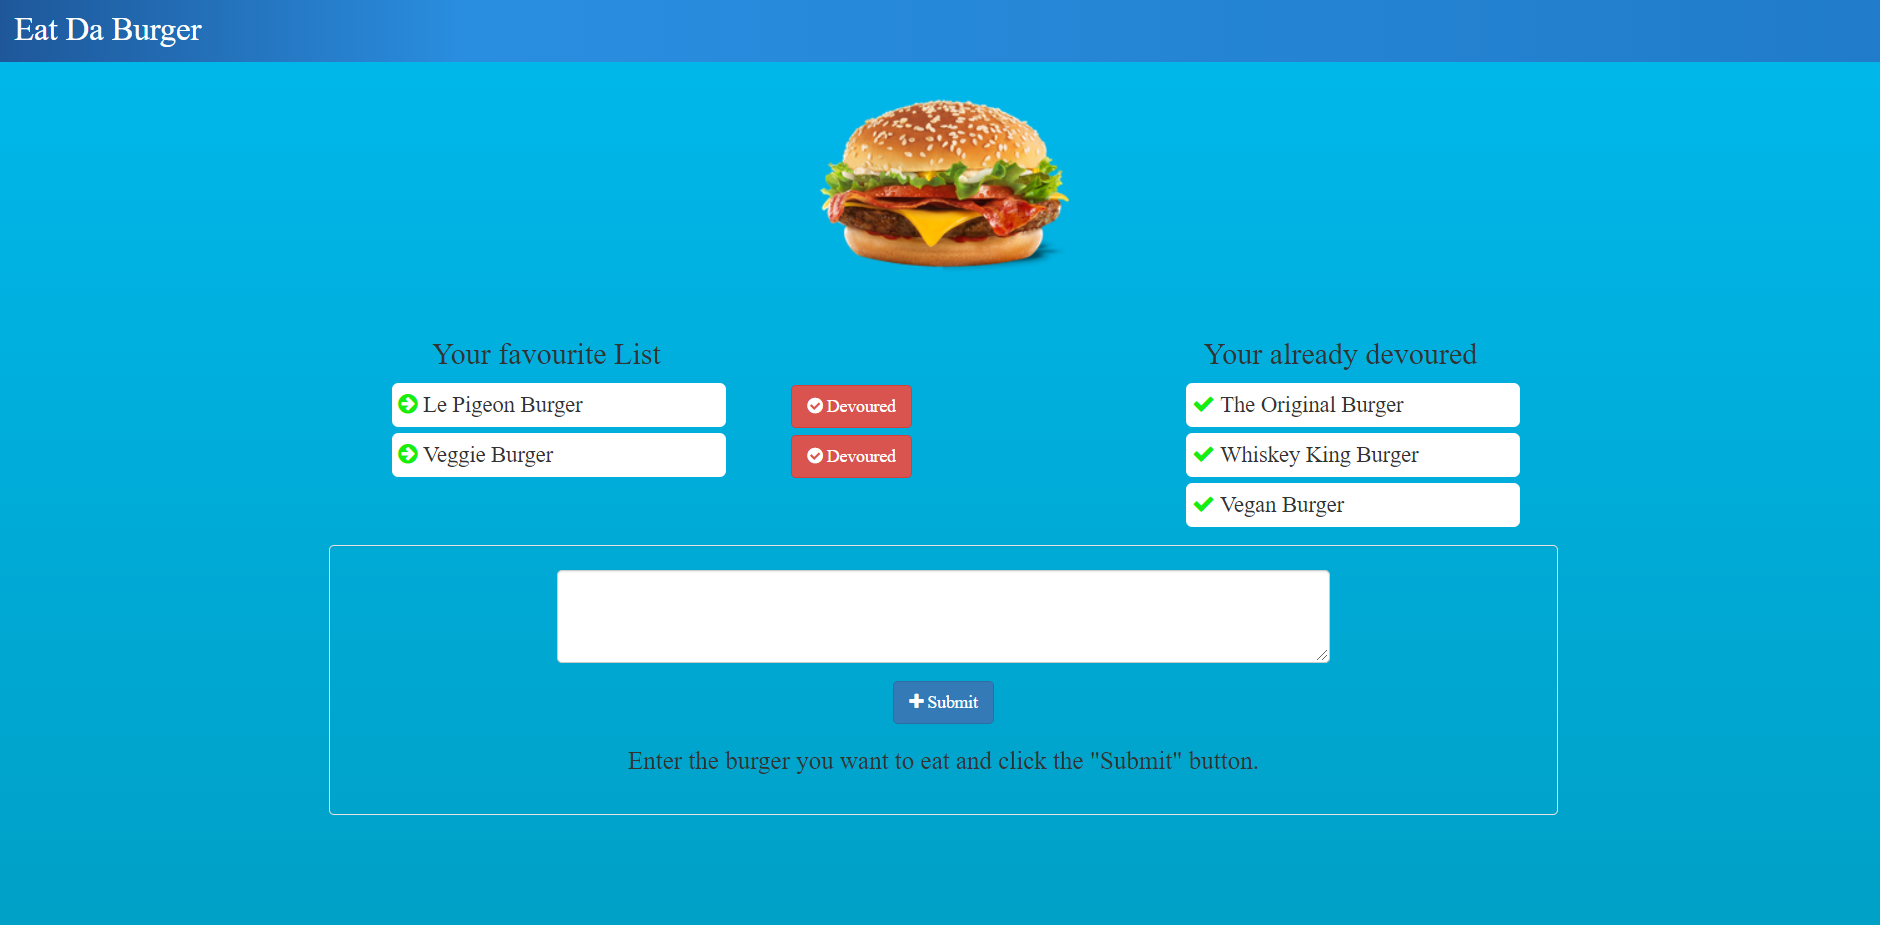 Eat Da Burger
Your favourite List
Le Pigeon Burger
Devoured
Veggie Burger
Devoured
Your already devoured
The Original Burger
Whiskey King Burger
Vegan Burger
Submit
Enter the burger you want to eat and click the "Submit" button.